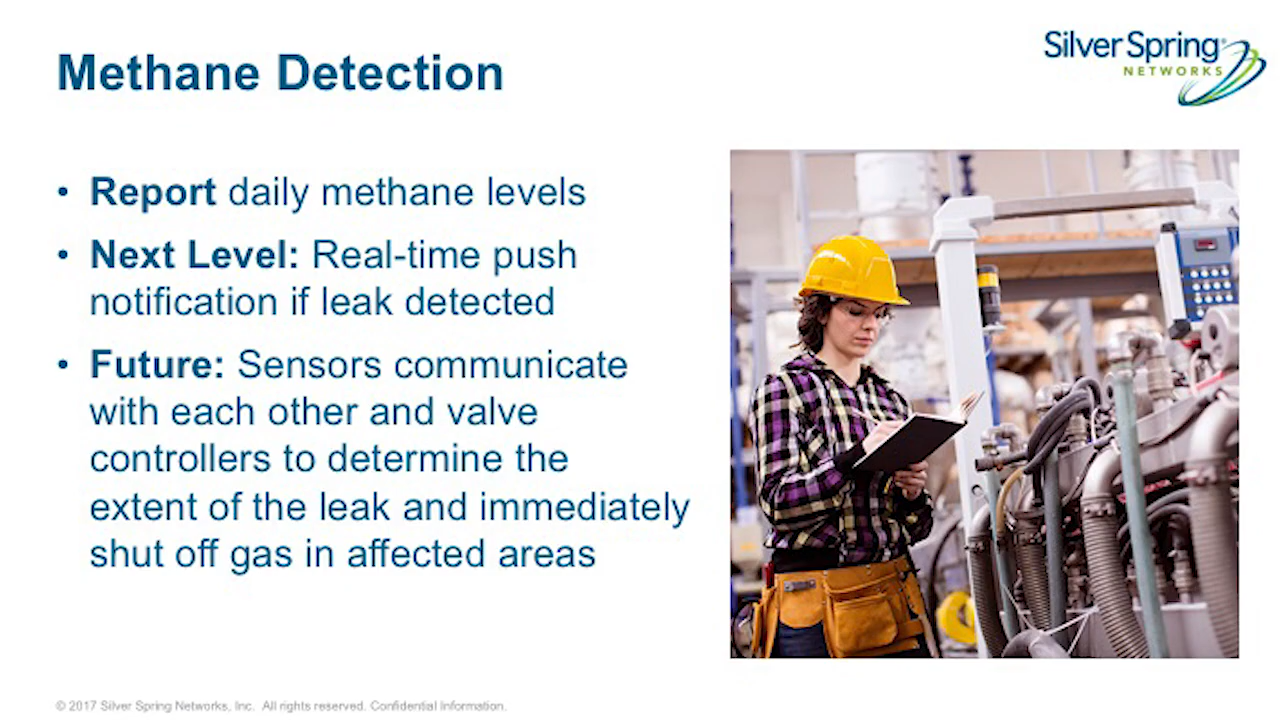 Methane Detection
Silver Spring®
NETWORKS
• Report daily methane levels
• Next Level: Real-time push
notification if leak detected
• Future: Sensors communicate
with each other and valve
controllers to determine the
extent of the leak and immediately
shut off gas in affected areas
© 2017 Silver Spring Networks, Inc. All rights reserved. Confidential Information.